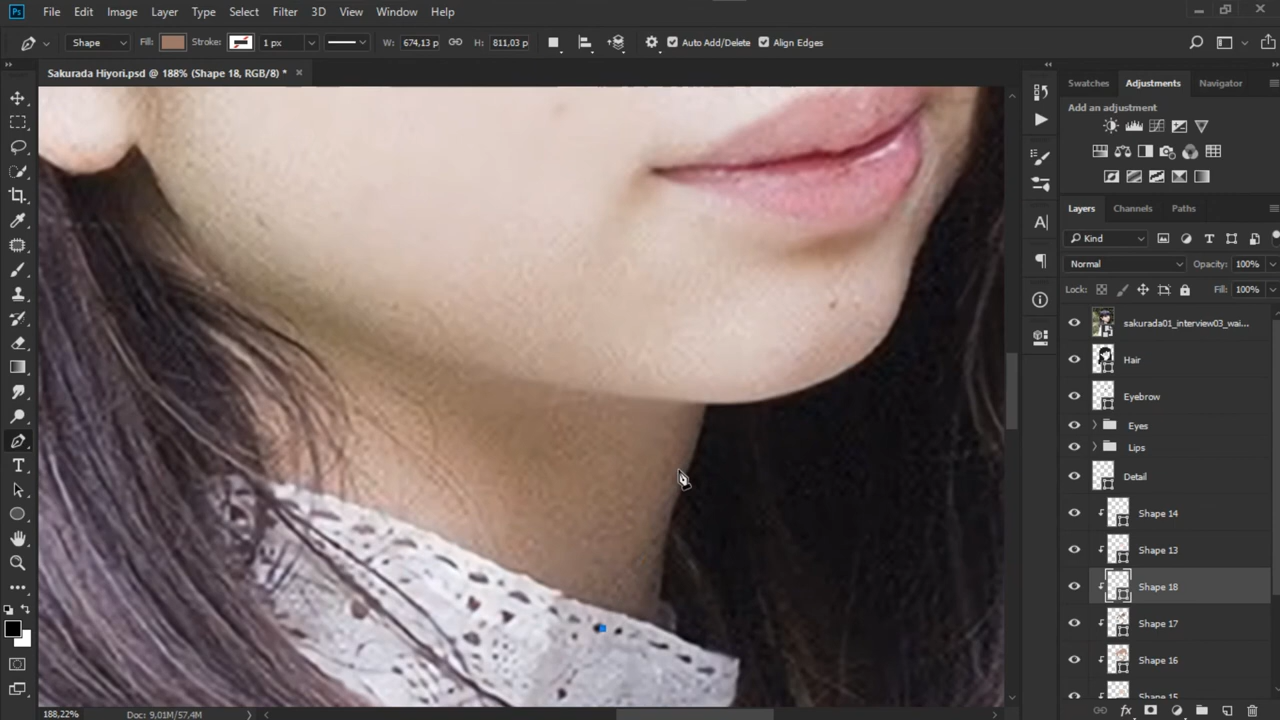 Ps File Edit Image Layer Type Select Filter 3D View Window Help
Shape Fill: Stroke: 1 px W: 674,13 p H: 811,03 p Auto Add/Delete Align Edges
Sakurada Hiyori.psd @ 188% (Shape 18, RGB/8) *
Swatches Adjustments Navigator
Add an adjustment
Layers Channels Paths
Kind
Normal Opacity: 100%
Lock: Fill: 100%
sakurada01_interview03_wai...
Hair
Eyebrow
Eyes
Lips
Detail
Shape 14
Shape 13
Shape 18
Shape 17
Shape 16
Shape 15
188,22% Doc: 9,01M/57,4M